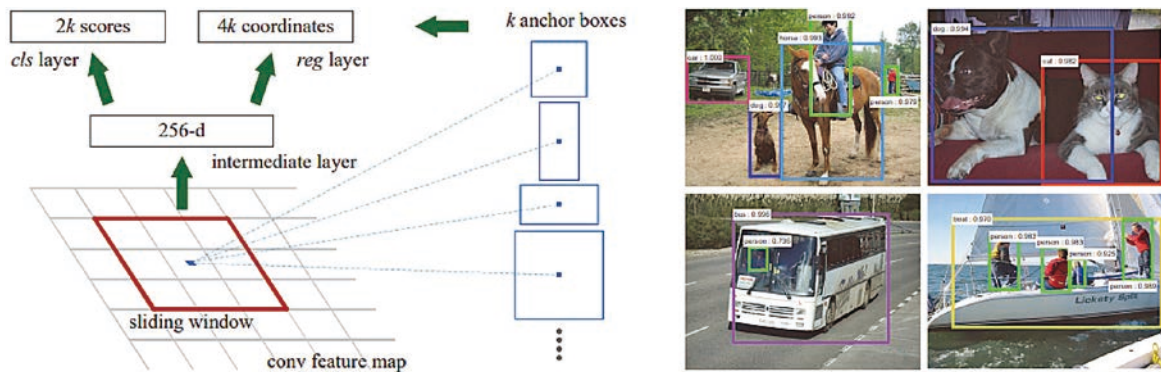 2k scores
4k coordinates
k anchor boxes
cls layer
reg layer
256-d
intermediate layer
sliding window
conv feature map
person : 0.992
horse : 0.993
car : 1.000
dog : 0.997
person : 0.979
dog : 0.994
cat : 0.982
bus : 0.996
person : 0.736
boat : 0.970
person : 0.983
person : 0.983
person : 0.925
person : 0.989
Lickety Split